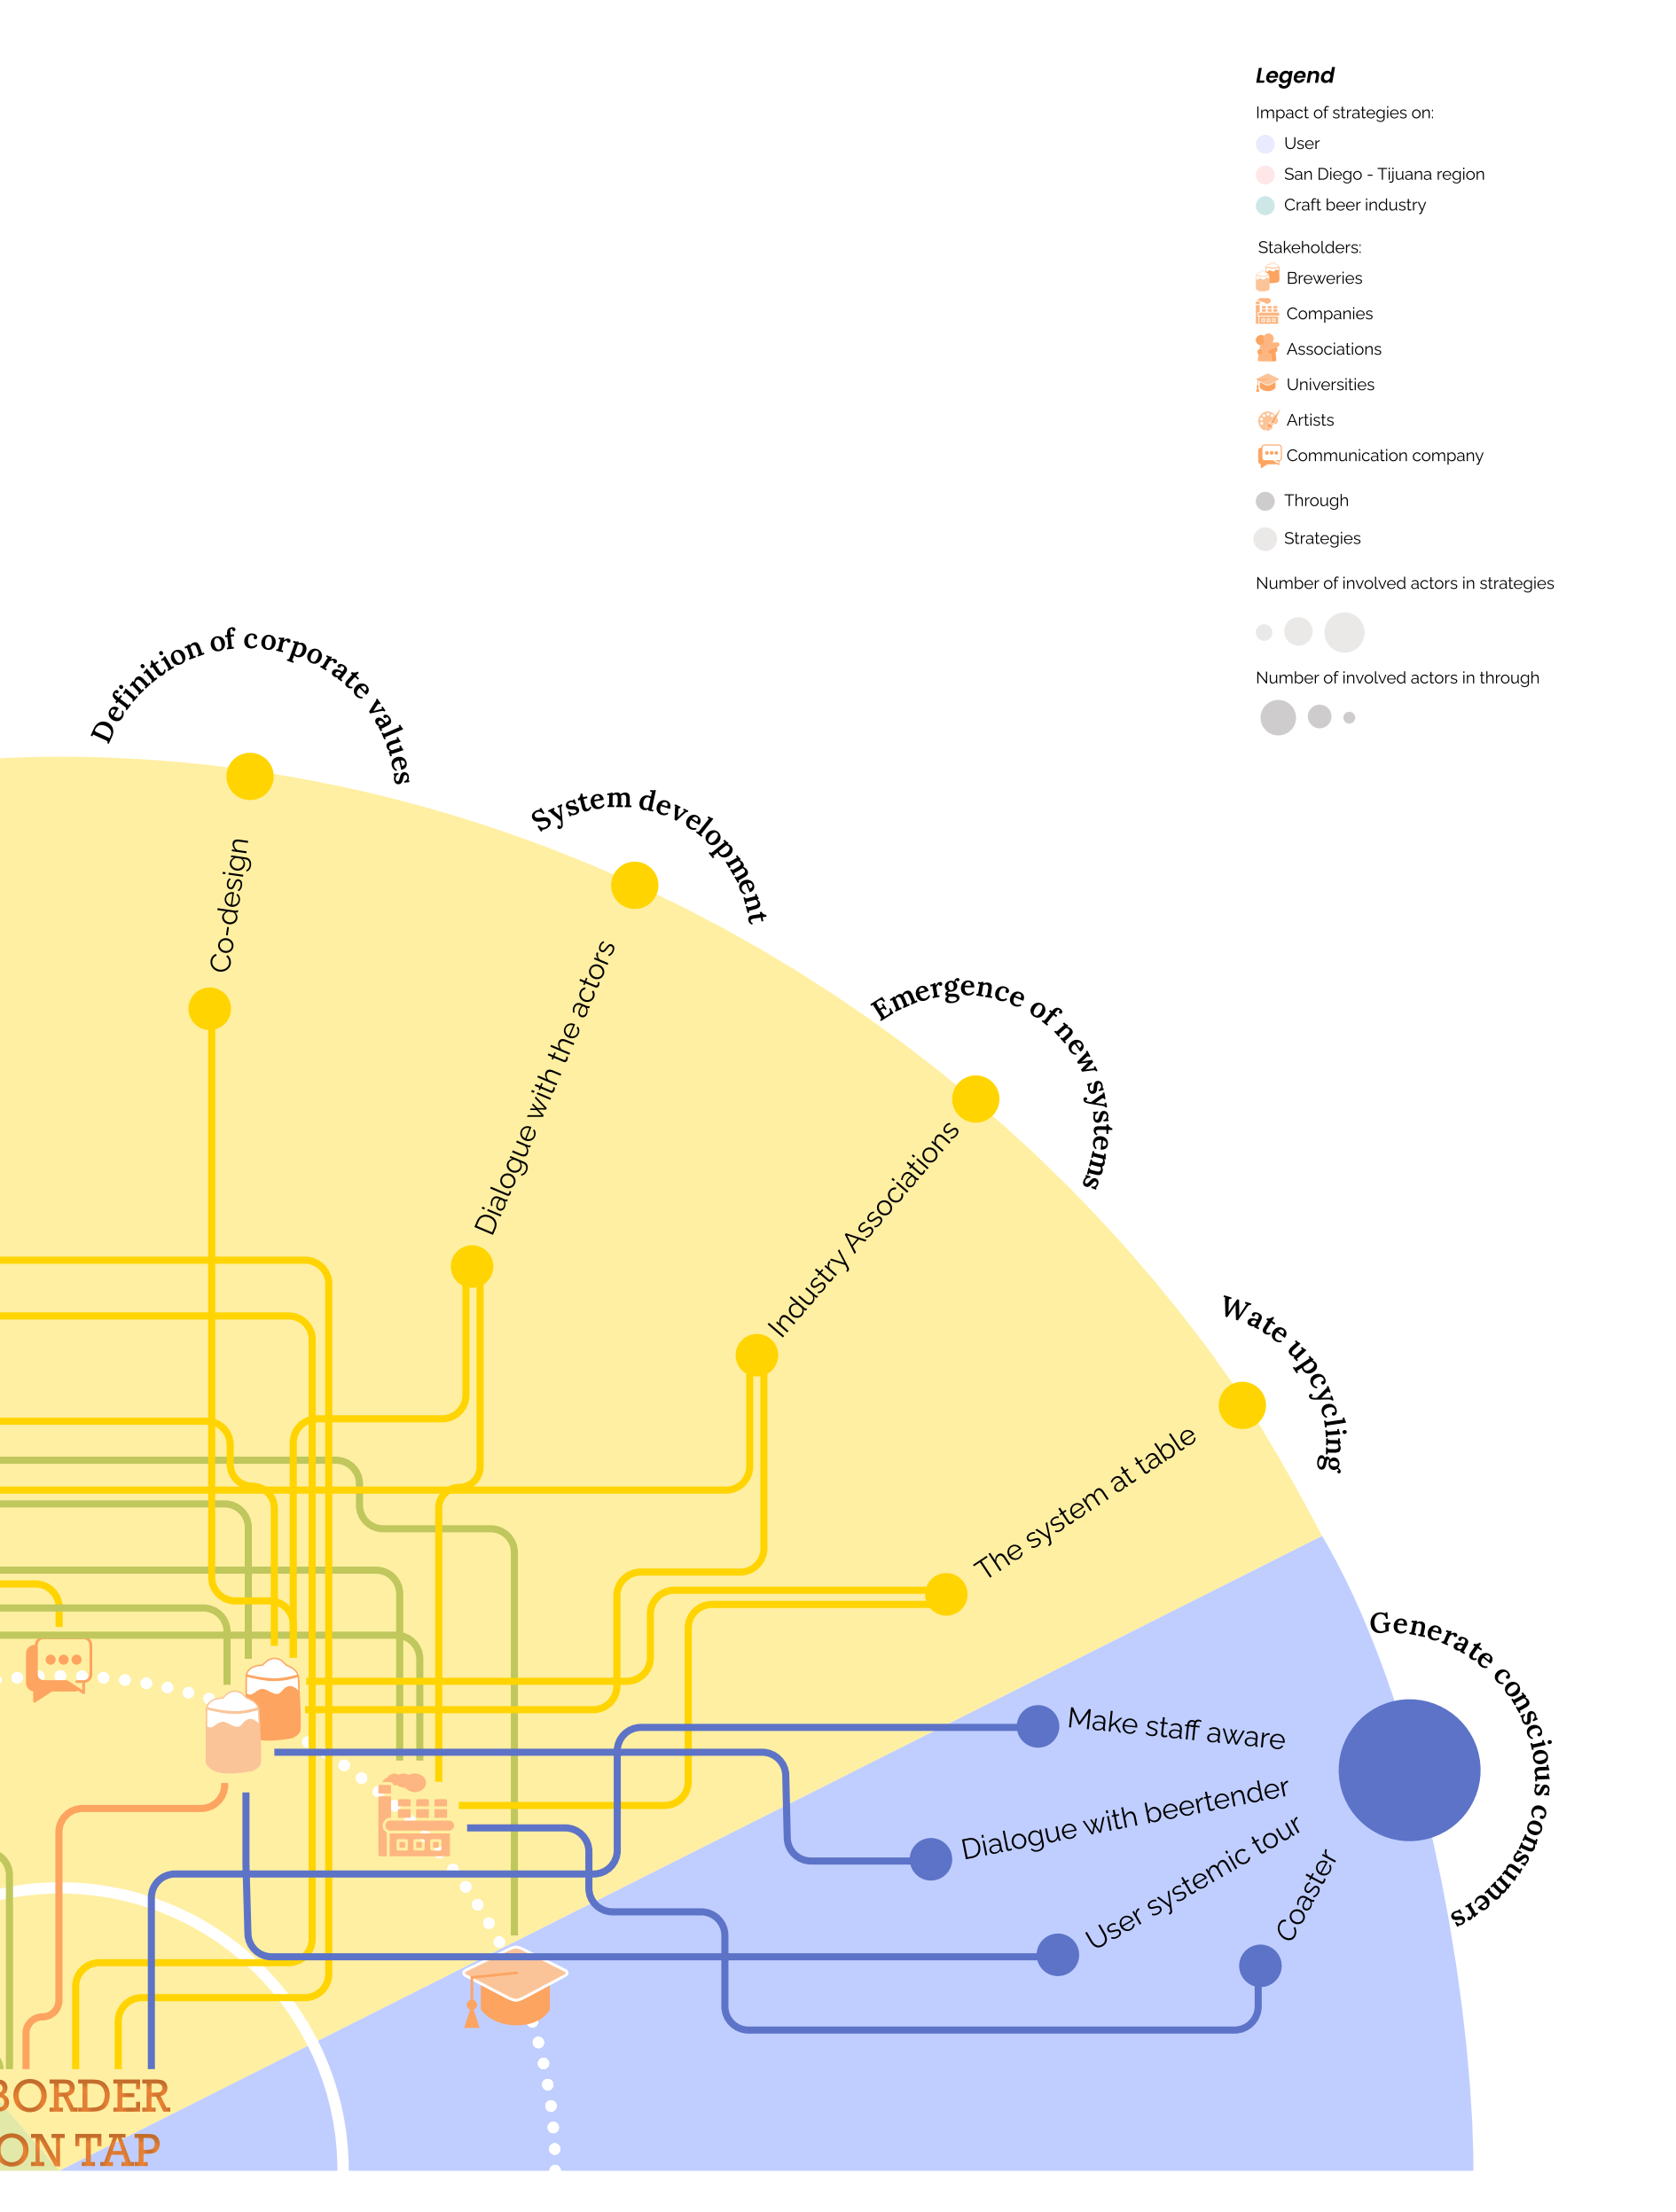 Legend
Impact of strategies on:
User
San Diego - Tijuana region
Craft beer industry
Stakeholders:
Breweries
Companies
Associations
Universities
Artists
Communication company
Through
Strategies
Number of involved actors in strategies
Number of involved actors in through
Definition of corporate values
System development
Emergence of new systems
Wate upcycling
Generate conscious consumers
Co-design
Dialogue with the actors
Industry Associations
The system at table
Make staff aware
Dialogue with beertender
User systemic tour
Coaster
BORDER
ON TAP